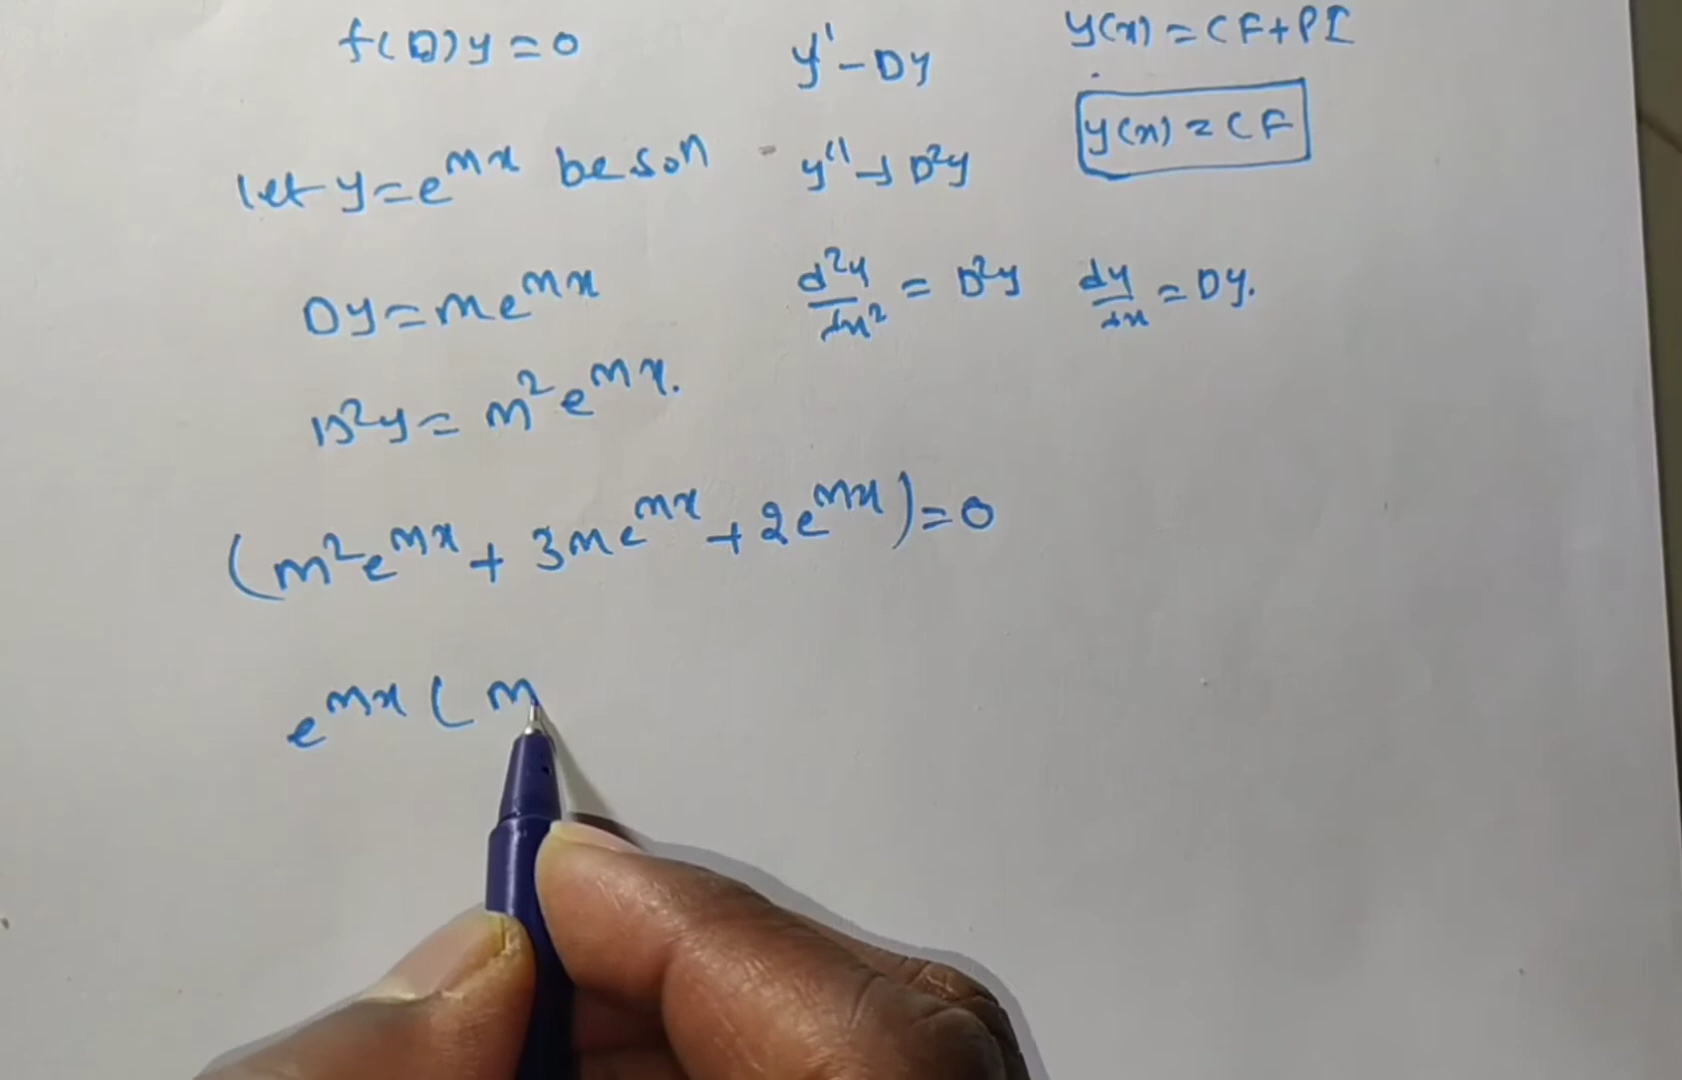 f(D)y=0
y' - Dy
y(x) = CF+PI
y(x) = CF
let y=e^{mx} be son
y'' → D²y
Dy=me^{mx}
d²y/dx² = D²y
dy/dx = Dy.
D²y = m²e^{mx}.
(m²e^{mx} + 3me^{mx} + 2e^{mx})=0
e^{mx} ( m